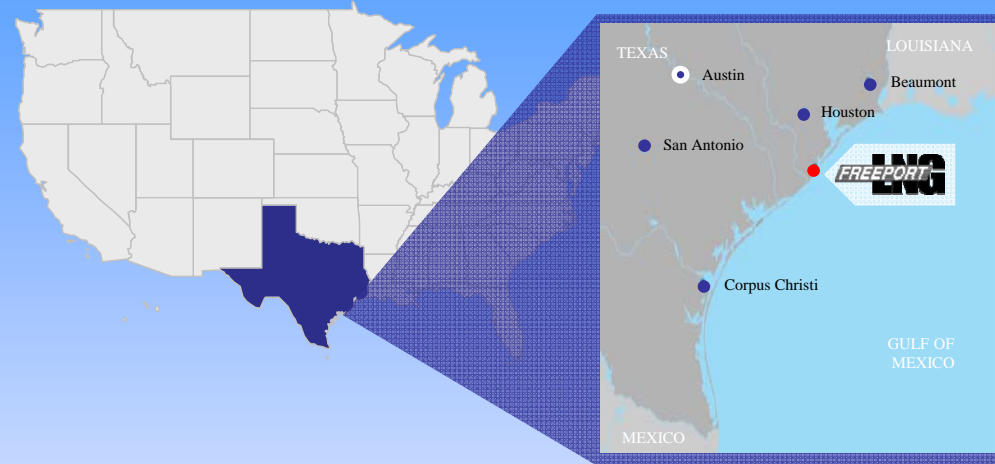 TEXAS
LOUISIANA
Austin
Beaumont
Houston
San Antonio
FREEPORT LNG
Corpus Christi
GULF OF
MEXICO
MEXICO